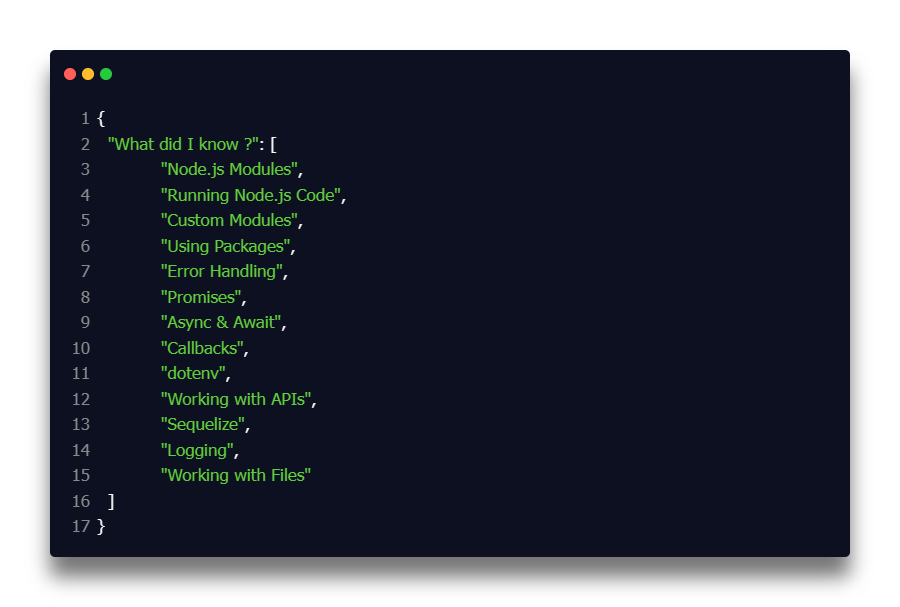 1 {
2 "What did I know ?": [
3 "Node.js Modules",
4 "Running Node.js Code",
5 "Custom Modules",
6 "Using Packages",
7 "Error Handling",
8 "Promises",
9 "Async & Await",
10 "Callbacks",
11 "dotenv",
12 "Working with APIs",
13 "Sequelize",
14 "Logging",
15 "Working with Files"
16 ]
17 }